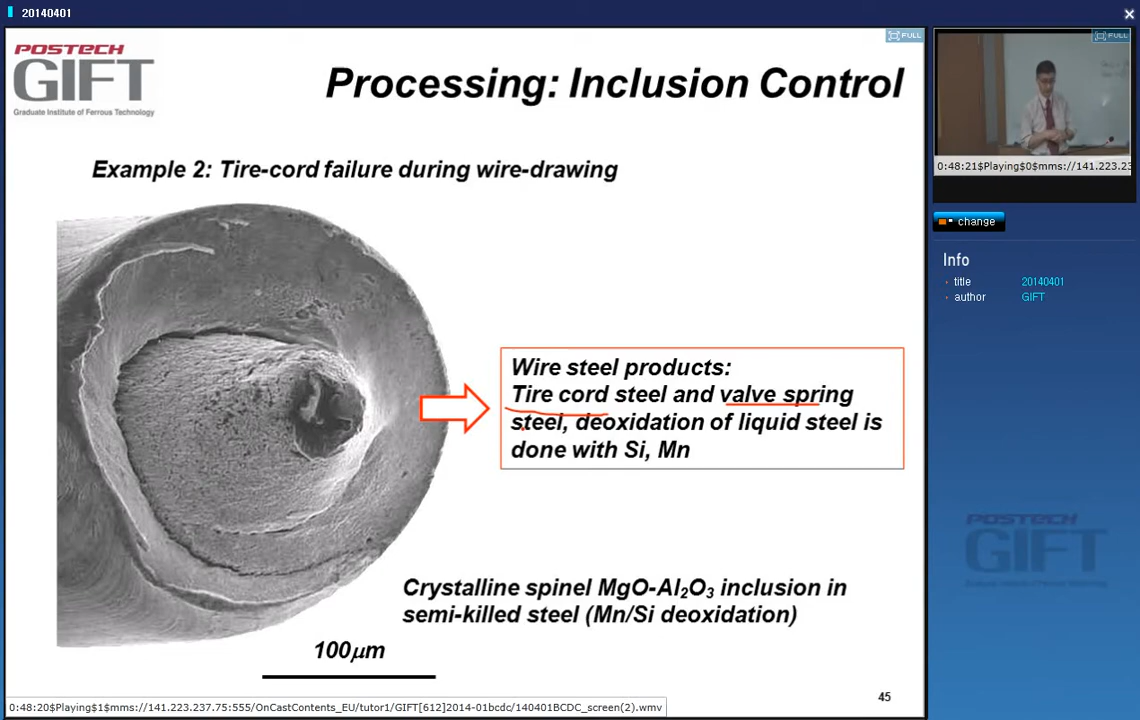 20140401
POSTECH
GIFT
Graduate Institute of Ferrous Technology
FULL
Processing: Inclusion Control
Example 2: Tire-cord failure during wire-drawing
Wire steel products:
Tire cord steel and valve spring
steel, deoxidation of liquid steel is
done with Si, Mn
Crystalline spinel MgO-Al₂O₃ inclusion in
semi-killed steel (Mn/Si deoxidation)
100μm
45
0:48:20$Playing$1$mms://141.223.237.75:555/OnCastContents_EU/tutor1/GIFT[612]2014-01bcdc/140401BCDC_screen(2).wmv
FULL
0:48:21$Playing$0$mms://141.223.23
change
Info
title 20140401
author GIFT
POSTECH
GIFT